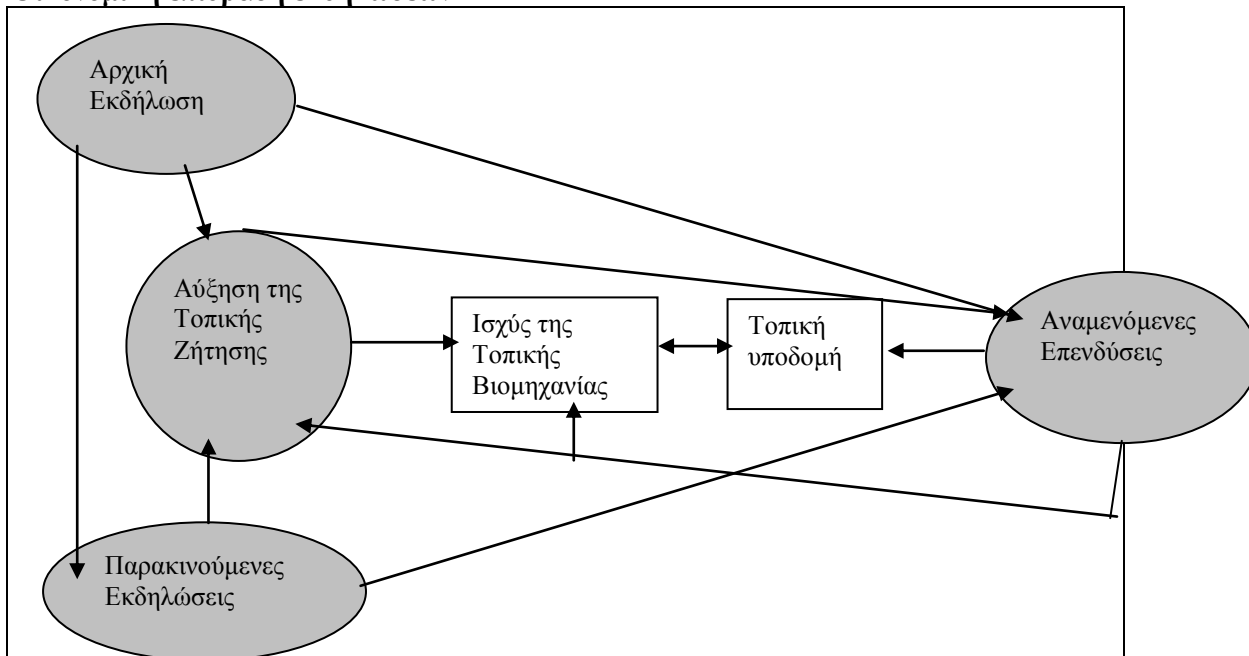 Αρχική
Εκδήλωση
Αύξηση της
Τοπικής
Ζήτησης
Ισχύς της
Τοπικής
Βιομηχανίας
Τοπική
υποδομή
Αναμενόμενες
Επενδύσεις
Παρακινούμενες
Εκδηλώσεις